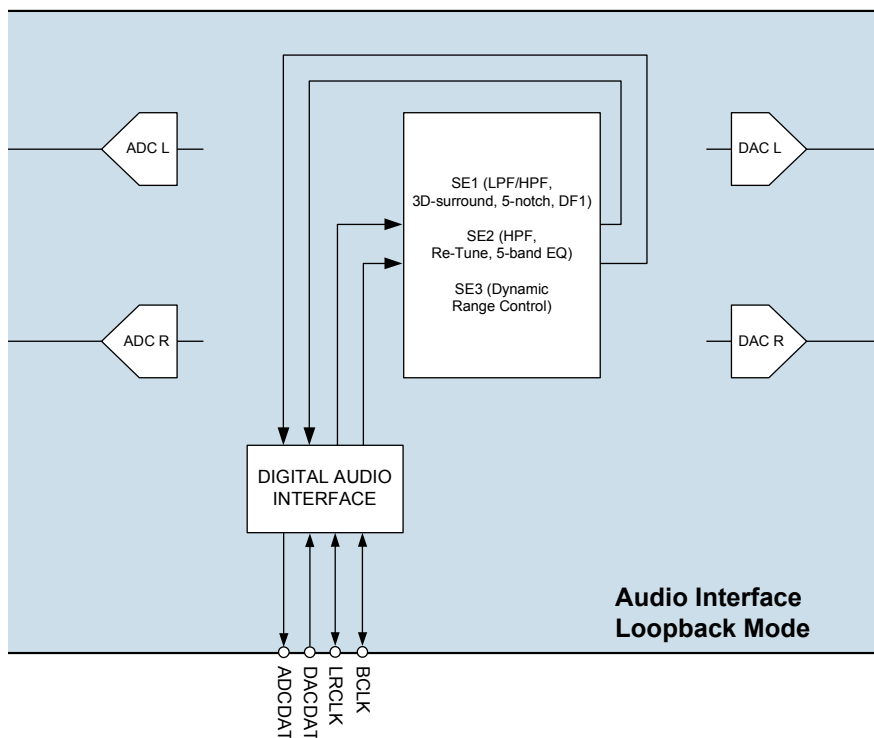 ADC L
DAC L
SE1 (LPF/HPF,
3D-surround, 5-notch, DF1)
SE2 (HPF,
Re-Tune, 5-band EQ)
SE3 (Dynamic
Range Control)
ADC R
DAC R
DIGITAL AUDIO
INTERFACE
Audio Interface
Loopback Mode
ADCDAT
DACDAT
LRCLK
BCLK